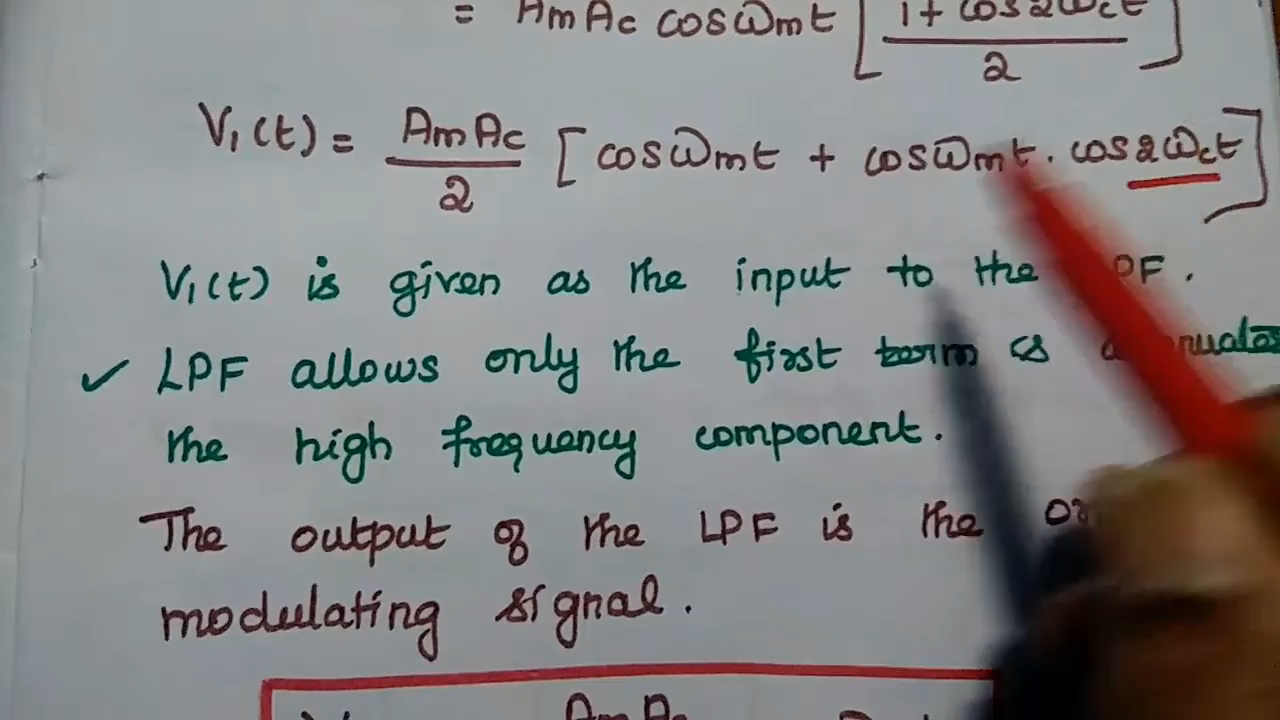 = AmAc cosωmt [ (1 + cos2ωct) / 2 ]
V₁(t) = AmAc / 2 [ cosωmt + cosωmt . cos2ωct ]
V₁(t) is given as the input to the PF .
✓ LPF allows only the first term &
the high frequency component .
The output of the LPF is the
modulating signal .
AmAc